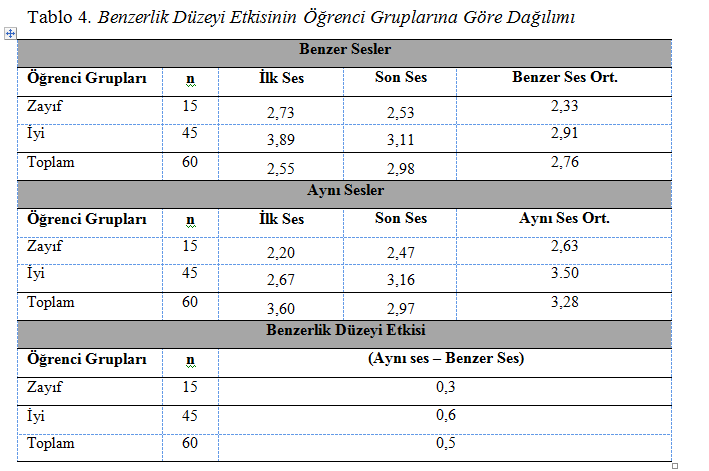 Tablo 4. Benzerlik Düzeyi Etkisinin Öğrenci Gruplarına Göre Dağılımı
Benzer Sesler
Öğrenci Grupları n İlk Ses Son Ses Benzer Ses Ort.
Zayıf 15 2,73 2,53 2,33
İyi 45 3,89 3,11 2,91
Toplam 60 2,55 2,98 2,76
Aynı Sesler
Öğrenci Grupları n İlk Ses Son Ses Aynı Ses Ort.
Zayıf 15 2,20 2,47 2,63
İyi 45 2,67 3,16 3.50
Toplam 60 3,60 2,97 3,28
Benzerlik Düzeyi Etkisi
Öğrenci Grupları n (Aynı ses – Benzer Ses)
Zayıf 15 0,3
İyi 45 0,6
Toplam 60 0,5